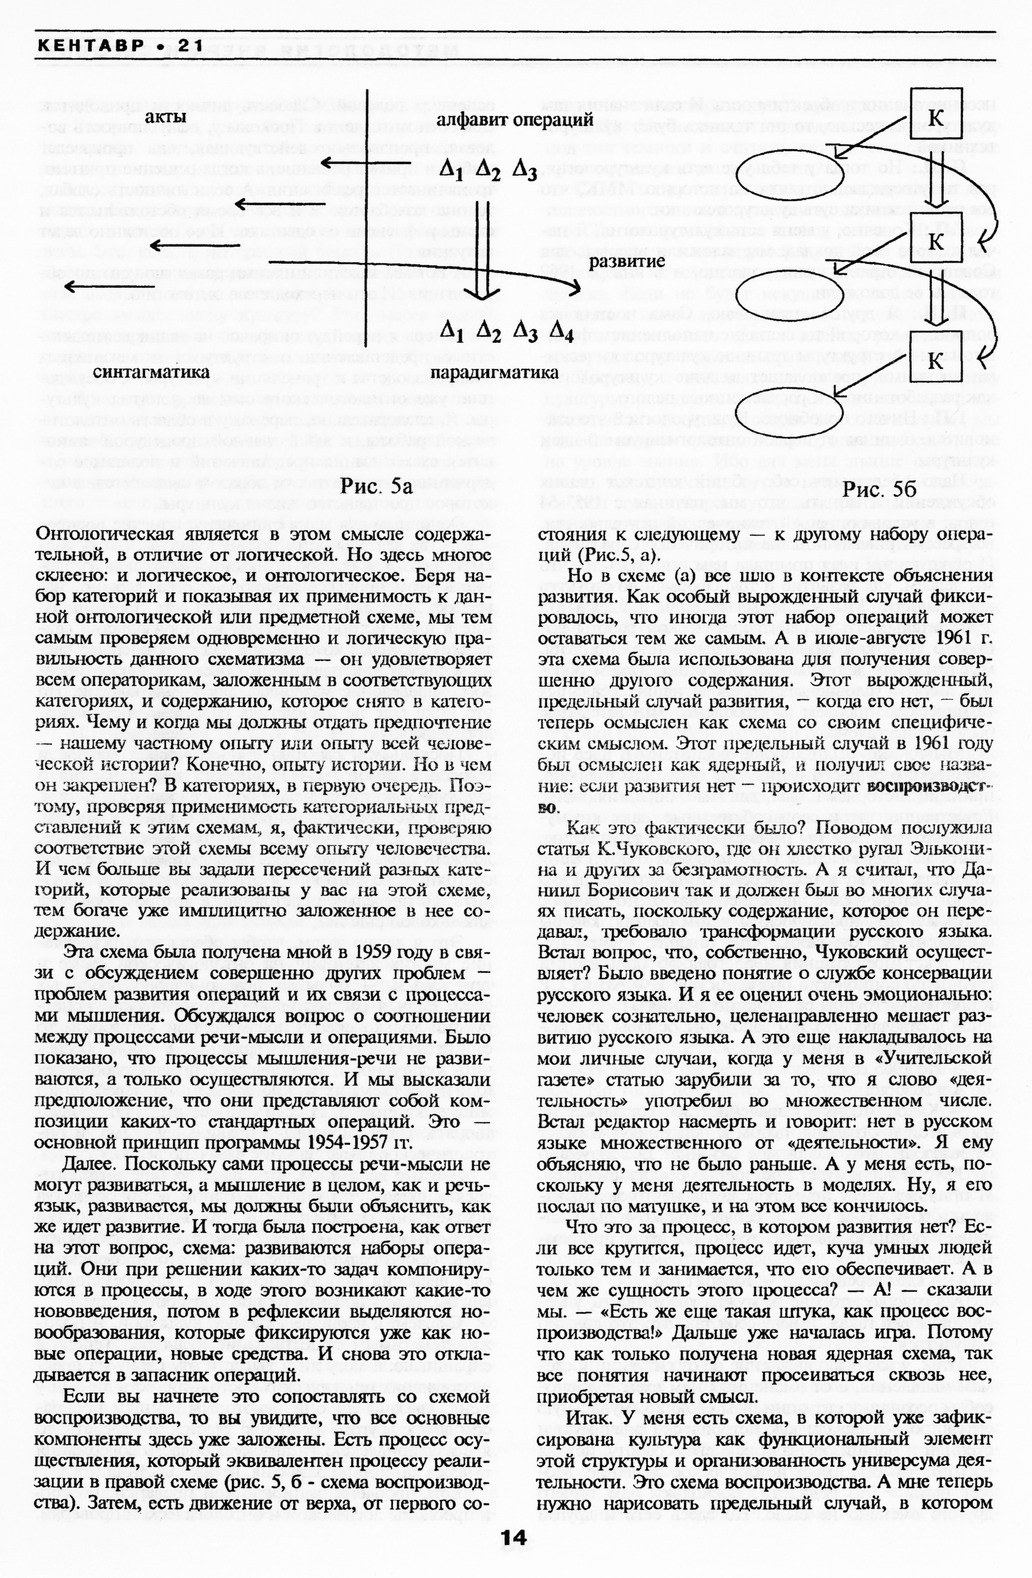 КЕНТАВР • 21
акты
алфавит операций
Δ1 Δ2 Δ3
развитие
Δ1 Δ2 Δ3 Δ4
синтагматика
парадигматика
Рис. 5а
К
К
К
Рис. 5б
Онтологическая является в этом смысле содержа-
тельной, в отличие от логической. Но здесь многое
склеено: и логическое, и онтологическое. Беря на-
бор категорий и показывая их применимость к дан-
ной онтологической или предметной схеме, мы тем
самым проверяем одновременно и логическую пра-
вильность данного схематизма — он удовлетворяет
всем операторикам, заложенным в соответствующих
категориях, и содержанию, которое снято в катего-
риях. Чему и когда мы должны отдать предпочтение
— нашему частному опыту или опыту всей челове-
ческой истории? Конечно, опыту истории. Но в чем
он закреплен? В категориях, в первую очередь. Поэ-
тому, проверяя применимость категориальных пред-
ставлений к этим схемам, я, фактически, проверяю
соответствие этой схемы всему опыту человечества.
И чем больше вы задали пересечений разных кате-
горий, которые реализованы у вас на этой схеме,
тем богаче уже имплицитно заложенное в нее со-
держание.
Эта схема была получена мной в 1959 году в свя-
зи с обсуждением совершенно других проблем —
проблем развития операций и их связи с процесса-
ми мышления. Обсуждался вопрос о соотношении
между процессами речи-мысли и операциями. Было
показано, что процессы мышления-речи не разви-
ваются, а только осуществляются. И мы высказали
предположение, что они представляют собой ком-
позиции каких-то стандартных операций. Это —
основной принцип программы 1954-1957 гг.
Далее. Поскольку сами процессы речи-мысли не
могут развиваться, а мышление в целом, как и речь-
язык, развивается, мы должны были объяснить, как
же идет развитие. И тогда была построена, как ответ
на этот вопрос, схема: развиваются наборы опера-
ций. Они при решении каких-то задач компониру-
ются в процессы, в ходе этого возникают какие-то
нововведения, потом в рефлексии выделяются но-
вообразования, которые фиксируются уже как но-
вые операции, новые средства. И снова это откла-
дывается в запасник операций.
Если вы начнете это сопоставлять со схемой
воспроизводства, то вы увидите, что все основные
компоненты здесь уже заложены. Есть процесс осу-
ществления, который эквивалентен процессу реали-
зации в правой схеме (рис. 5, б - схема воспроизвод-
ства). Затем, есть движение от верха, от первого со-
стояния к следующему — к другому набору опера-
ций (Рис.5, а).
Но в схеме (а) все шло в контексте объяснения
развития. Как особый вырожденный случай фикси-
ровалось, что иногда этот набор операций может
оставаться тем же самым. А в июле-августе 1961 г.
эта схема была использована для получения совер-
шенно другого содержания. Этот вырожденный,
предельный случай развития, — когда его нет, — был
теперь осмыслен как схема со своим специфиче-
ским смыслом. Этот предельный случай в 1961 году
был осмыслен как ядерный, и получил свое назва-
ние: если развития нет — происходит воспроизводст-
во.
Как это фактически было? Поводом послужила
статья К.Чуковского, где он хлестко ругал Элькони-
на и других за безграмотность. А я считал, что Да-
ниил Борисович так и должен был во многих случа-
ях писать, поскольку содержание, которое он пере-
давал, требовало трансформации русского языка.
Встал вопрос, что, собственно, Чуковский осущест-
вляет? Было введено понятие о службе консервации
русского языка. И я ее оценил очень эмоционально:
человек сознательно, целенаправленно мешает раз-
витию русского языка. А это еще накладывалось на
мои личные случаи, когда у меня в «Учительской
газете» статью зарубили за то, что я слово «дея-
тельность» употребил во множественном числе.
Встал редактор насмерть и говорит: нет в русском
языке множественного от «деятельности». Я ему
объясняю, что не было раньше. А у меня есть, по-
скольку у меня деятельность в моделях. Ну, я его
послал по матушке, и на этом все кончилось.
Что это за процесс, в котором развития нет? Ес-
ли все крутится, процесс идет, куча умных людей
только тем и занимается, что его обеспечивает. А в
чем же сущность этого процесса? — А! — сказали
мы. — «Есть же еще такая штука, как процесс вос-
производства!» Дальше уже началась игра. Потому
что как только получена новая ядерная схема, так
все понятия начинают просеиваться сквозь нее,
приобретая новый смысл.
Итак. У меня есть схема, в которой уже зафик-
сирована культура как функциональный элемент
этой структуры и организованность универсума дея-
тельности. Это схема воспроизводства. А мне теперь
нужно нарисовать предельный случай, в котором
14